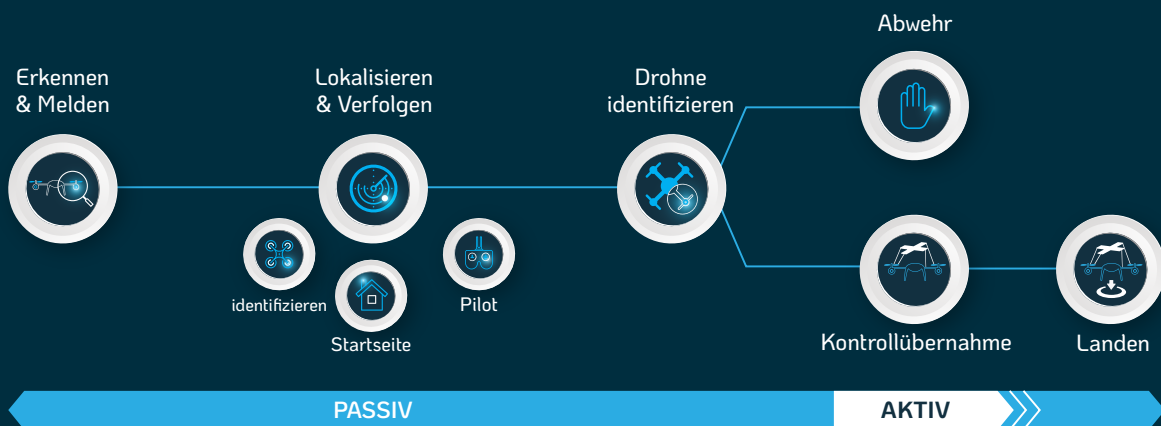 Erkennen
& Melden
Lokalisieren
& Verfolgen
Drohne
identifizieren
Abwehr
identifizieren
Startseite
Pilot
Kontrollübernahme
Landen
PASSIV
AKTIV